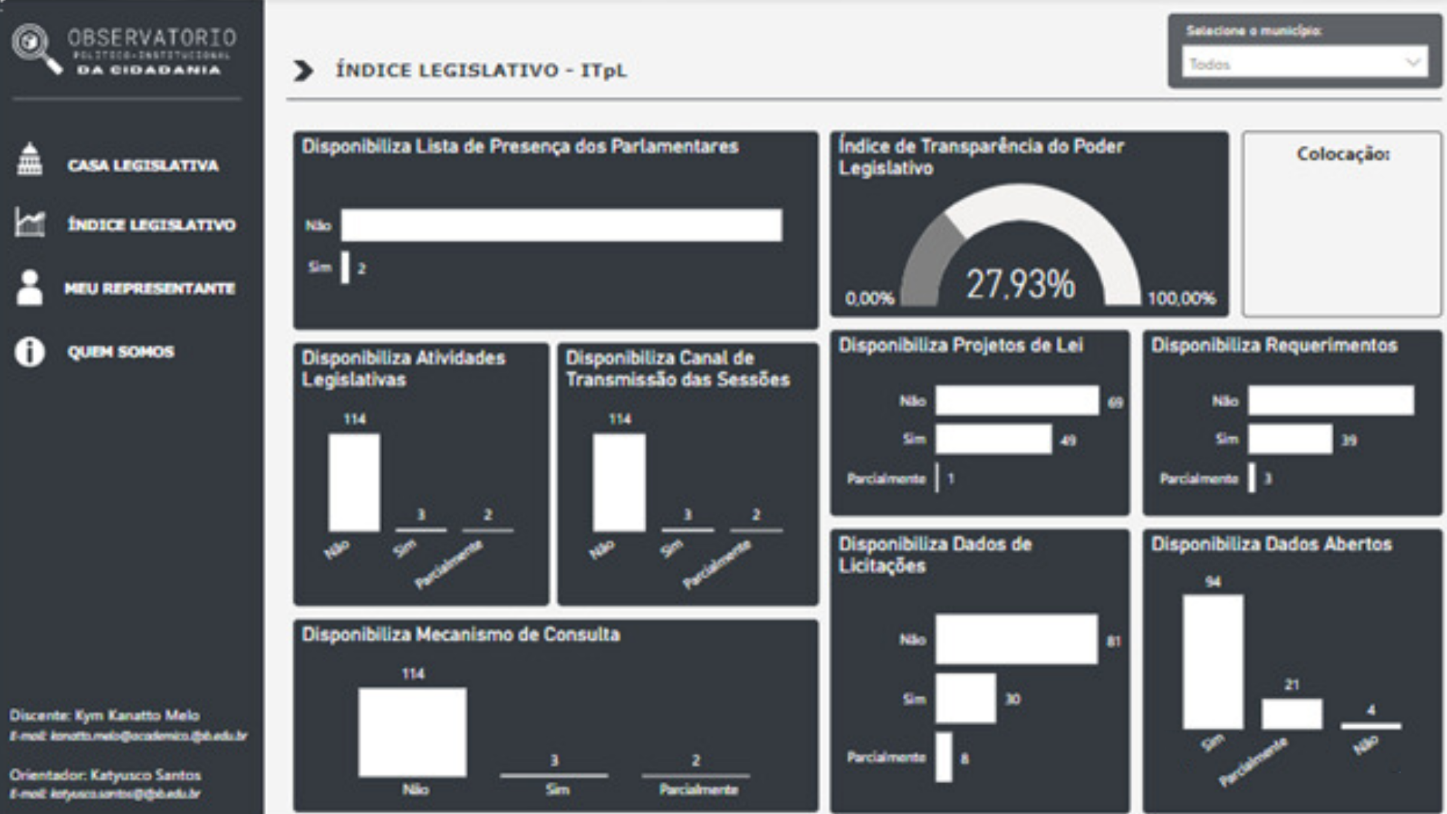 OBSERVATORIO
POLITICO-INSTITUCIONAL
DA CIDADANIA
CASA LEGISLATIVA
ÍNDICE LEGISLATIVO
MEU REPRESENTANTE
QUEM SOMOS
Discente: Kym Kanatto Melo
E-mail: kanatto.melo@academico.ifpb.edu.br
Orientador: Katyusco Santos
E-mail: katyusco.santos@ifpb.edu.br
ÍNDICE LEGISLATIVO - ITpL
Selecione o município:
Todos
Disponibiliza Lista de Presença dos Parlamentares
Não
Sim 2
Índice de Transparência do Poder
Legislativo
27,93%
0,00% 100,00%
Colocação:
Disponibiliza Atividades
Legislativas
114
3 2
Não Sim Parcialmente
Disponibiliza Canal de
Transmissão das Sessões
114
3 2
Não Sim Parcialmente
Disponibiliza Projetos de Lei
Não 69
Sim 49
Parcialmente 1
Disponibiliza Requerimentos
Não
Sim 39
Parcialmente 3
Disponibiliza Mecanismo de Consulta
114
3 2
Não Sim Parcialmente
Disponibiliza Dados de
Licitações
Não 81
Sim 30
Parcialmente 8
Disponibiliza Dados Abertos
94
21
4
Sim Parcialmente Não